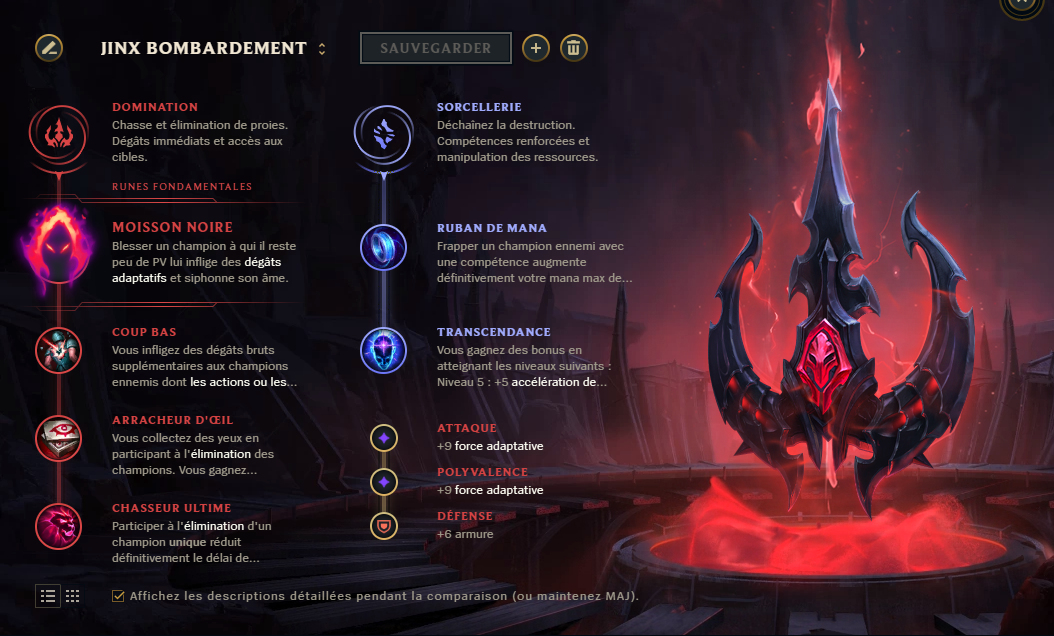 JINX BOMBARDEMENT
SAUVEGARDER
DOMINATION
Chasse et élimination de proies.
Dégâts immédiats et accès aux
cibles.
RUNES FONDAMENTALES
MOISSON NOIRE
Blesser un champion à qui il reste
peu de PV lui inflige des dégâts
adaptatifs et siphonne son âme.
COUP BAS
Vous infligez des dégâts bruts
supplémentaires aux champions
ennemis dont les actions ou les...
ARRACHEUR D'ŒIL
Vous collectez des yeux en
participant à l'élimination des
champions. Vous gagnez...
CHASSEUR ULTIME
Participer à l'élimination d'un
champion unique réduit
définitivement le délai de...
SORCELLERIE
Déchaînez la destruction.
Compétences renforcées et
manipulation des ressources.
RUBAN DE MANA
Frapper un champion ennemi avec
une compétence augmente
définitivement votre mana max de...
TRANSCENDANCE
Vous gagnez des bonus en
atteignant les niveaux suivants :
Niveau 5 : +5 accélération de...
ATTAQUE
+9 force adaptative
POLYVALENCE
+9 force adaptative
DÉFENSE
+6 armure
Affichez les descriptions détaillées pendant la comparaison (ou maintenez MAJ).